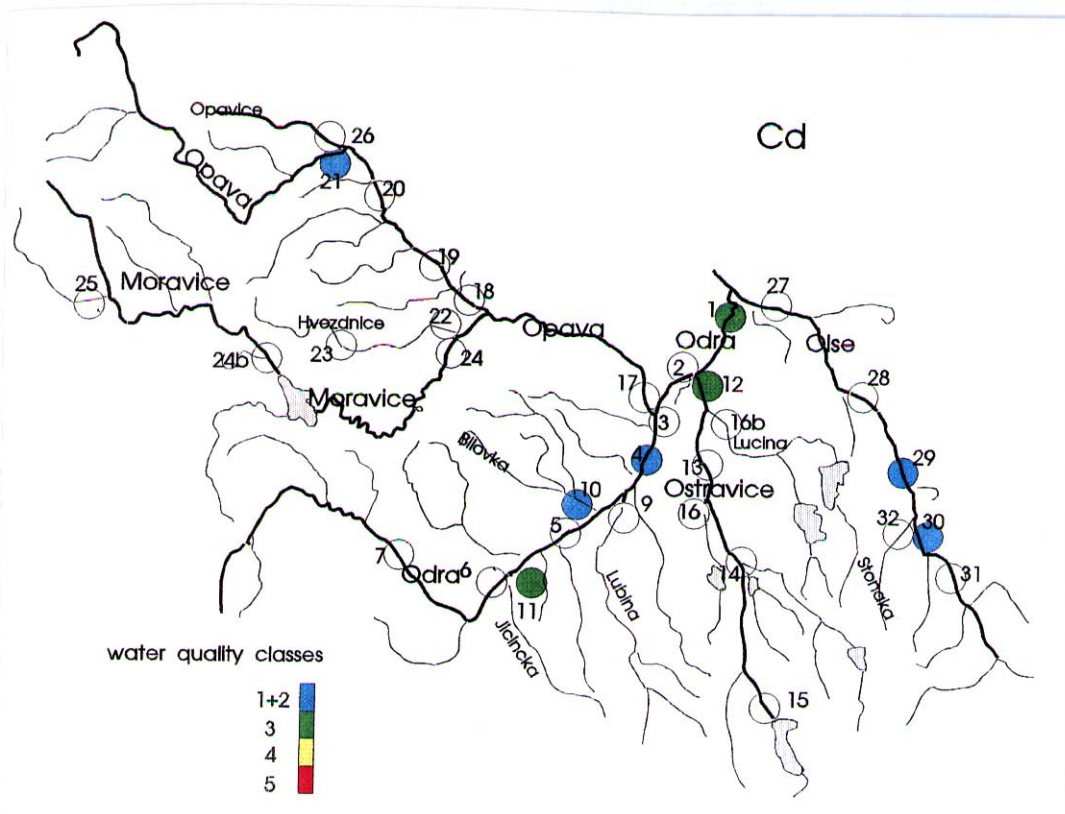 Opavice
26
Cd
Opava
21
20
19
25
Moravice
18
27
1
Hvezdnice
22
Opava
Odra
Olse
23
24b
24
2
12
28
17
Moravice
3
16b
Lucina
Bilovka
4
13
29
10
Ostravice
9
16
5
32
30
7
Odra
6
14
31
Stonaka
Lubina
11
Jicincka
water quality classes
15
1+2
3
4
5